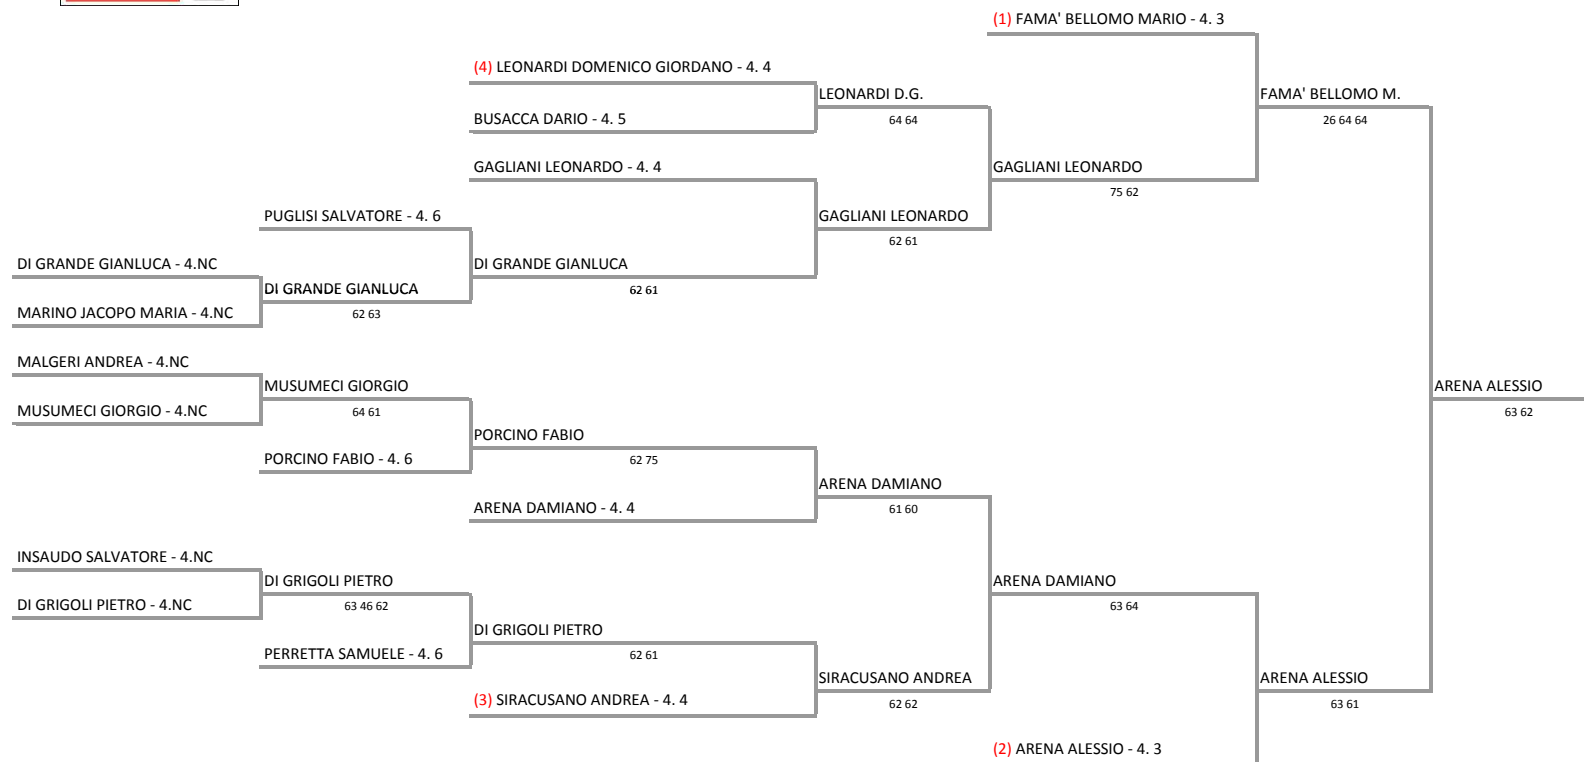 (1) FAMA' BELLOMO MARIO - 4. 3
(4) LEONARDI DOMENICO GIORDANO - 4. 4
LEONARDI D.G.
FAMA' BELLOMO M.
BUSACCA DARIO - 4. 5
64 64
26 64 64
GAGLIANI LEONARDO - 4. 4
GAGLIANI LEONARDO
75 62
PUGLISI SALVATORE - 4. 6
GAGLIANI LEONARDO
62 61
DI GRANDE GIANLUCA - 4.NC
DI GRANDE GIANLUCA
DI GRANDE GIANLUCA
62 61
MARINO JACOPO MARIA - 4.NC
62 63
MALGERI ANDREA - 4.NC
MUSUMECI GIORGIO
ARENA ALESSIO
MUSUMECI GIORGIO - 4.NC
64 61
63 62
PORCINO FABIO
PORCINO FABIO - 4. 6
62 75
ARENA DAMIANO
ARENA DAMIANO - 4. 4
61 60
INSAUDO SALVATORE - 4.NC
DI GRIGOLI PIETRO
ARENA DAMIANO
DI GRIGOLI PIETRO - 4.NC
63 46 62
63 64
DI GRIGOLI PIETRO
PERRETTA SAMUELE - 4. 6
62 61
SIRACUSANO ANDREA
ARENA ALESSIO
(3) SIRACUSANO ANDREA - 4. 4
62 62
63 61
(2) ARENA ALESSIO - 4. 3